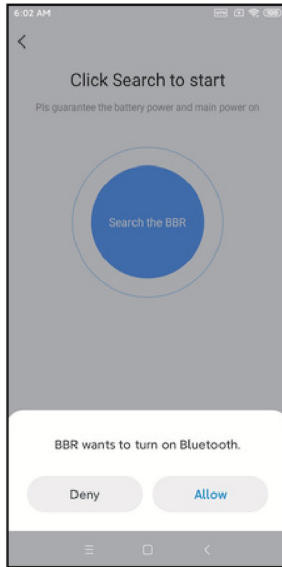 6:02 AM
Click Search to start
Pls guarantee the battery power and main power on
Search the BBR
BBR wants to turn on Bluetooth.
Deny
Allow